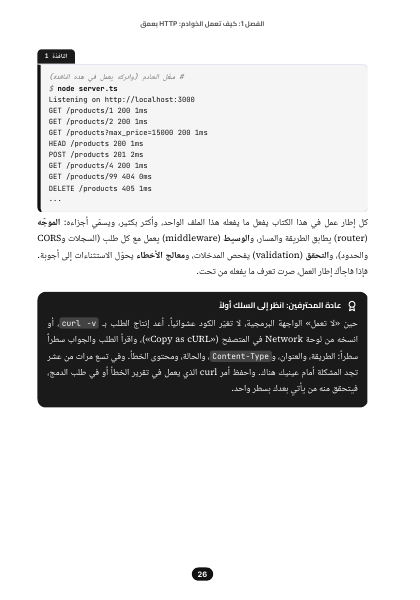 الفصل 1: كيف تعمل الخوادم: HTTP بعمق
النافذة 1
# شغّل الخادم (واتركه يعمل في هذه النافذة)
$ node server.ts
Listening on http://localhost:3000
GET /products/1 200 1ms
GET /products/2 200 1ms
GET /products?max_price=15000 200 1ms
HEAD /products 200 1ms
POST /products 201 2ms
GET /products/4 200 1ms
GET /products/99 404 0ms
DELETE /products 405 1ms
...
كل إطار عمل في هذا الكتاب يفعل ما يفعله هذا الملف الواحد، وأكثر بكثير، ويسمّي أجزاءه: الموجّه
(router) يطابق الطريقة والمسار، والوسيط (middleware) يعمل مع كل طلب (السجلات وCORS
والحدود)، والتحقق (validation) يفحص المدخلات، ومعالج الأخطاء يحوّل الاستثناءات إلى أجوبة.
فإذا فاجأك إطار العمل، صرت تعرف ما يفعله من تحت.
عادة المحترفين: انظر إلى السلك أولاً
حين «لا تعمل» الواجهة البرمجية، لا تغيّر الكود عشوائياً. أعد إنتاج الطلب بـ curl -v، أو
انسخه من لوحة Network في المتصفح («Copy as cURL»)، واقرأ الطلب والجواب سطراً
سطراً: الطريقة، والعنوان، وContent-Type، والحالة، ومحتوى الخطأ. وفي تسع مرات من عشر
تجد المشكلة أمام عينيك هناك. واحفظ أمر curl الذي يعمل في تقرير الخطأ أو في طلب الدمج،
فيتحقق منه من يأتي بعدك بسطر واحد.
26